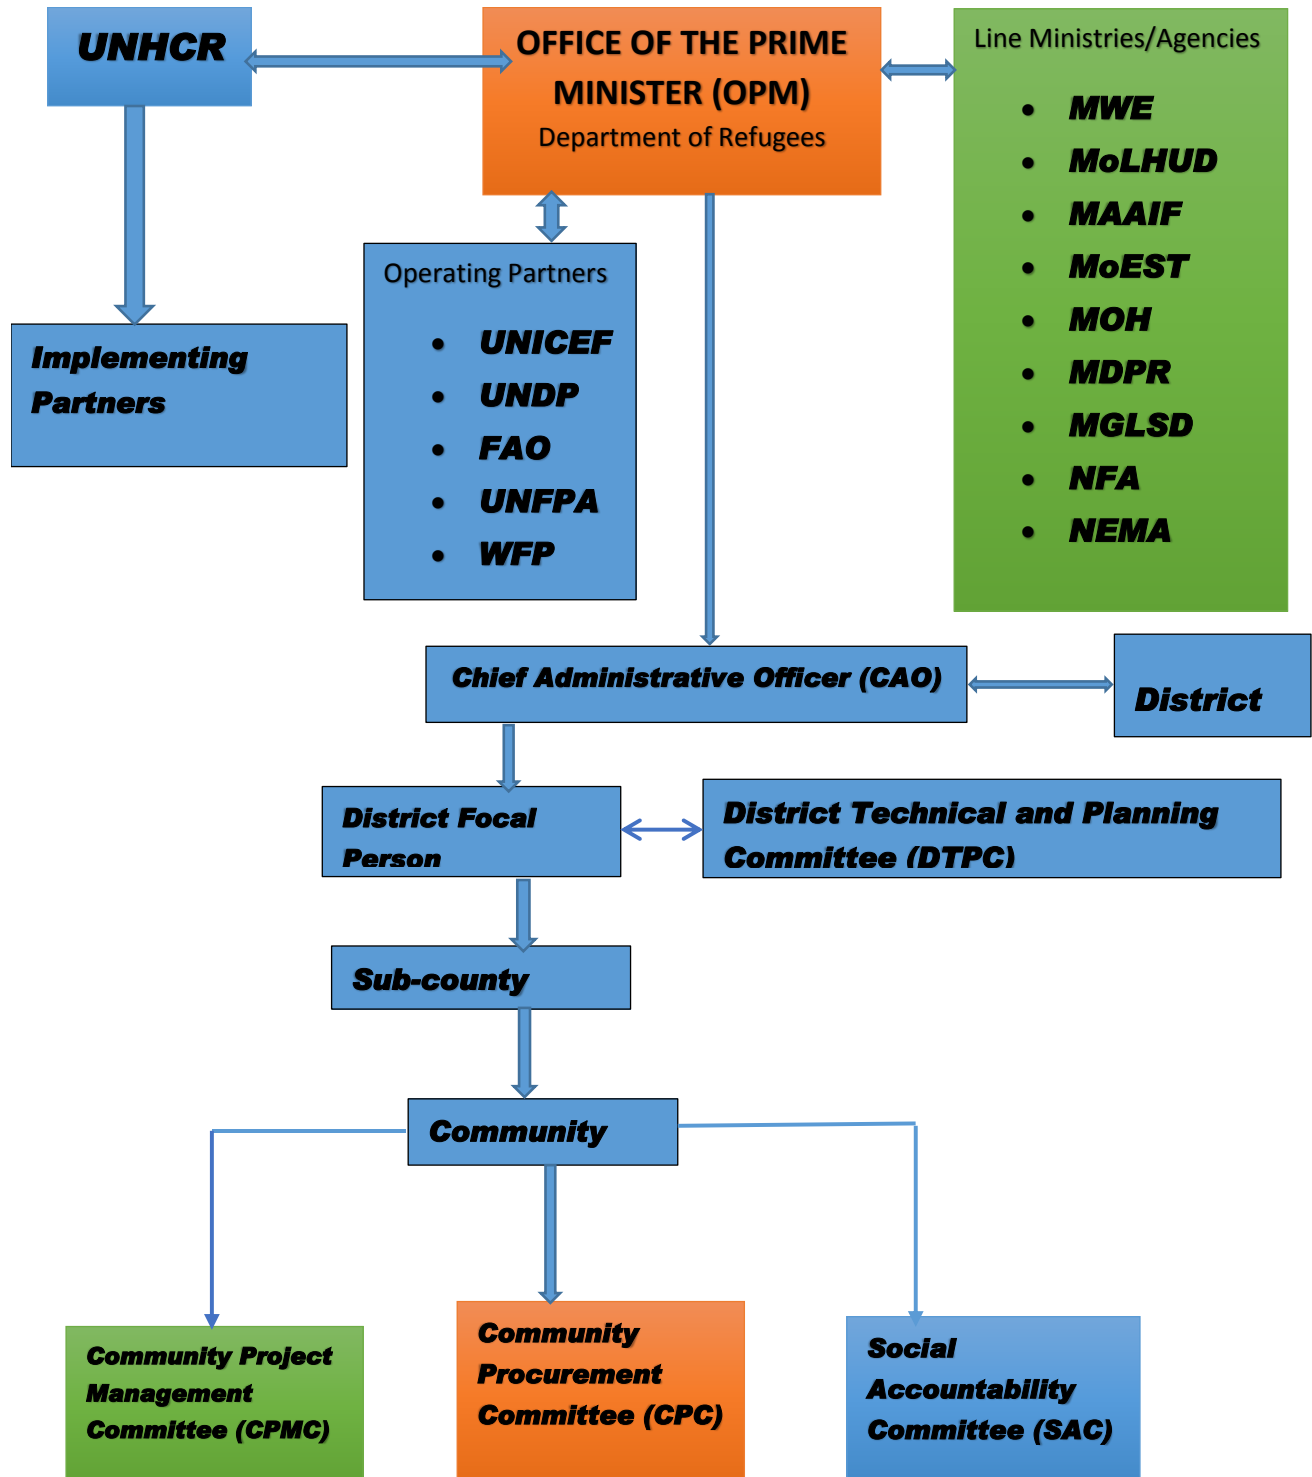 UNHCR
OFFICE OF THE PRIME
MINISTER (OPM)
Department of Refugees
Line Ministries/Agencies
• MWE
• MoLHUD
• MAAIF
• MoEST
• MOH
• MDPR
• MGLSD
• NFA
• NEMA
Operating Partners
• UNICEF
• UNDP
• FAO
• UNFPA
• WFP
Implementing
Partners
Chief Administrative Officer (CAO)
District
District Focal
Person
District Technical and Planning
Committee (DTPC)
Sub-county
Community
Community Project
Management
Committee (CPMC)
Community
Procurement
Committee (CPC)
Social
Accountability
Committee (SAC)